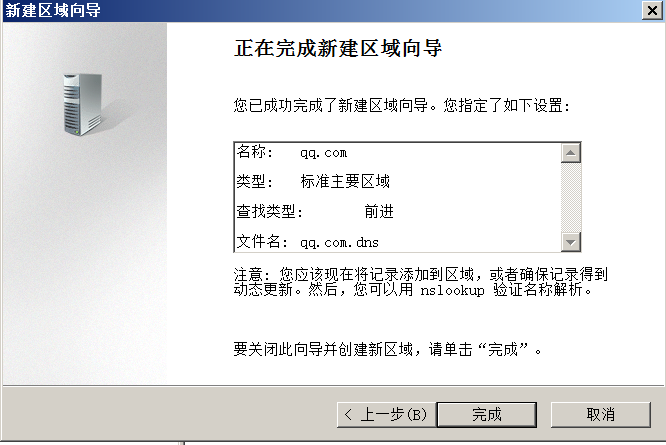 新建区域向导
正在完成新建区域向导
您已成功完成了新建区域向导。您指定了如下设置:
名称: qq.com
类型: 标准主要区域
查找类型: 前进
文件名: qq.com.dns
注意: 您应该现在将记录添加到区域，或者确保记录得到
动态更新。然后，您可以用 nslookup 验证名称解析。
要关闭此向导并创建新区域，请单击“完成”。
< 上一步(B)
完成
取消